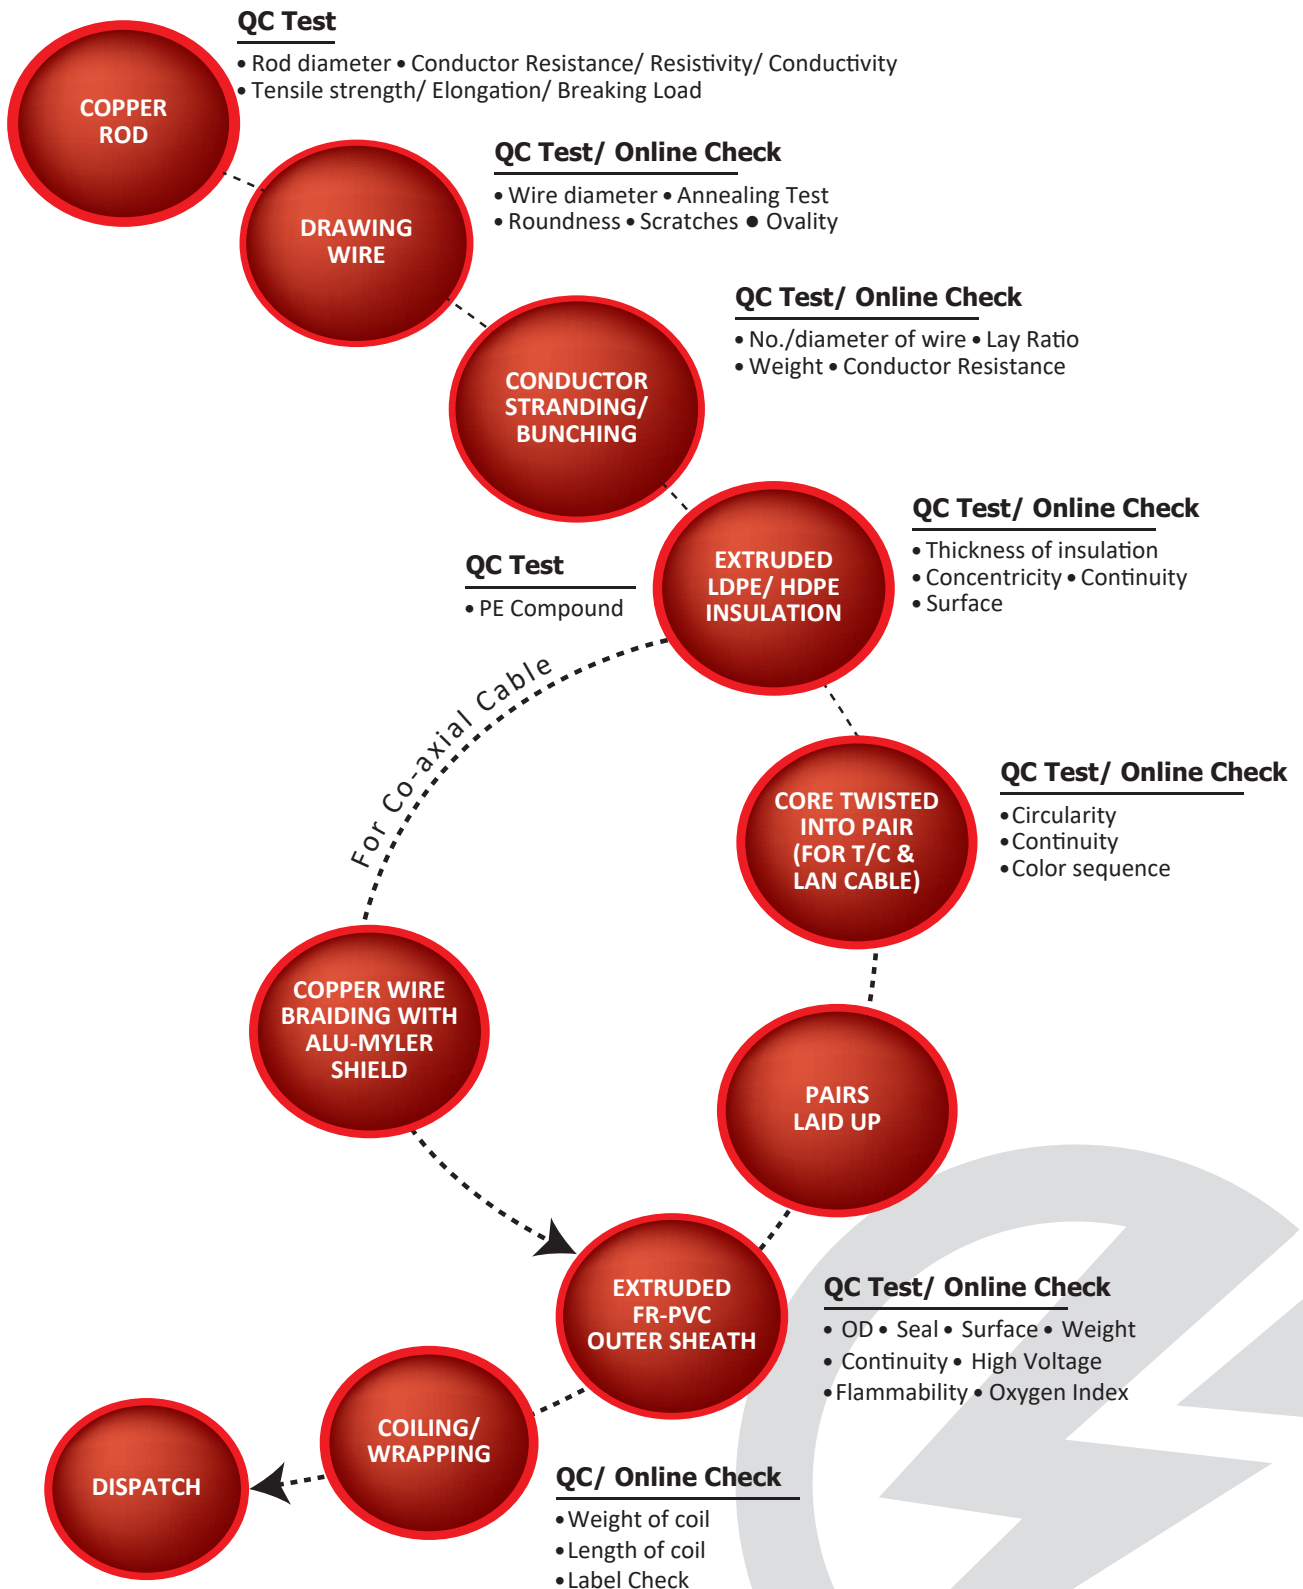 QC Test
• Rod diameter • Conductor Resistance/ Resistivity/ Conductivity
• Tensile strength/ Elongation/ Breaking Load
COPPER
ROD
QC Test/ Online Check
• Wire diameter • Annealing Test
• Roundness • Scratches • Ovality
DRAWING
WIRE
QC Test/ Online Check
• No./diameter of wire • Lay Ratio
• Weight • Conductor Resistance
CONDUCTOR
STRANDING/
BUNCHING
QC Test/ Online Check
• Thickness of insulation
• Concentricity • Continuity
• Surface
EXTRUDED
LDPE/ HDPE
INSULATION
QC Test
• PE Compound
For Co-axial Cable
QC Test/ Online Check
• Circularity
• Continuity
• Color sequence
CORE TWISTED
INTO PAIR
(FOR T/C &
LAN CABLE)
COPPER WIRE
BRAIDING WITH
ALU-MYLER
SHIELD
PAIRS
LAID UP
EXTRUDED
FR-PVC
OUTER SHEATH
QC Test/ Online Check
• OD • Seal • Surface • Weight
• Continuity • High Voltage
• Flammability • Oxygen Index
COILING/
WRAPPING
DISPATCH
QC/ Online Check
• Weight of coil
• Length of coil
• Label Check